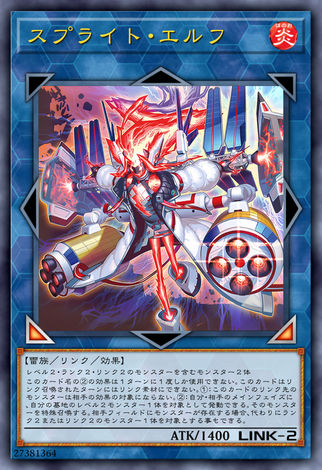 スプライト・エルフ
ほのお
炎
【雷族/リンク/効果】
レベル2・ランク2・リンク2のモンスターを含むモンスター2体
このカード名の②の効果は1ターンに1度しか使用できない。このカードはリ
ンク召喚されたターンにはリンク素材にできない。①:このカードのリンク先の
モンスターは相手の効果の対象にならない。②:自分・相手のメインフェイズに
、自分の墓地のレベル2モンスター1体を対象として発動できる。そのモンスタ
ーを特殊召喚する。相手フィールドにモンスターが存在する場合、代わりにラン
ク2またはリンク2のモンスター1体を対象とする事もできる。
ATK/1400 LINK-2
27381364